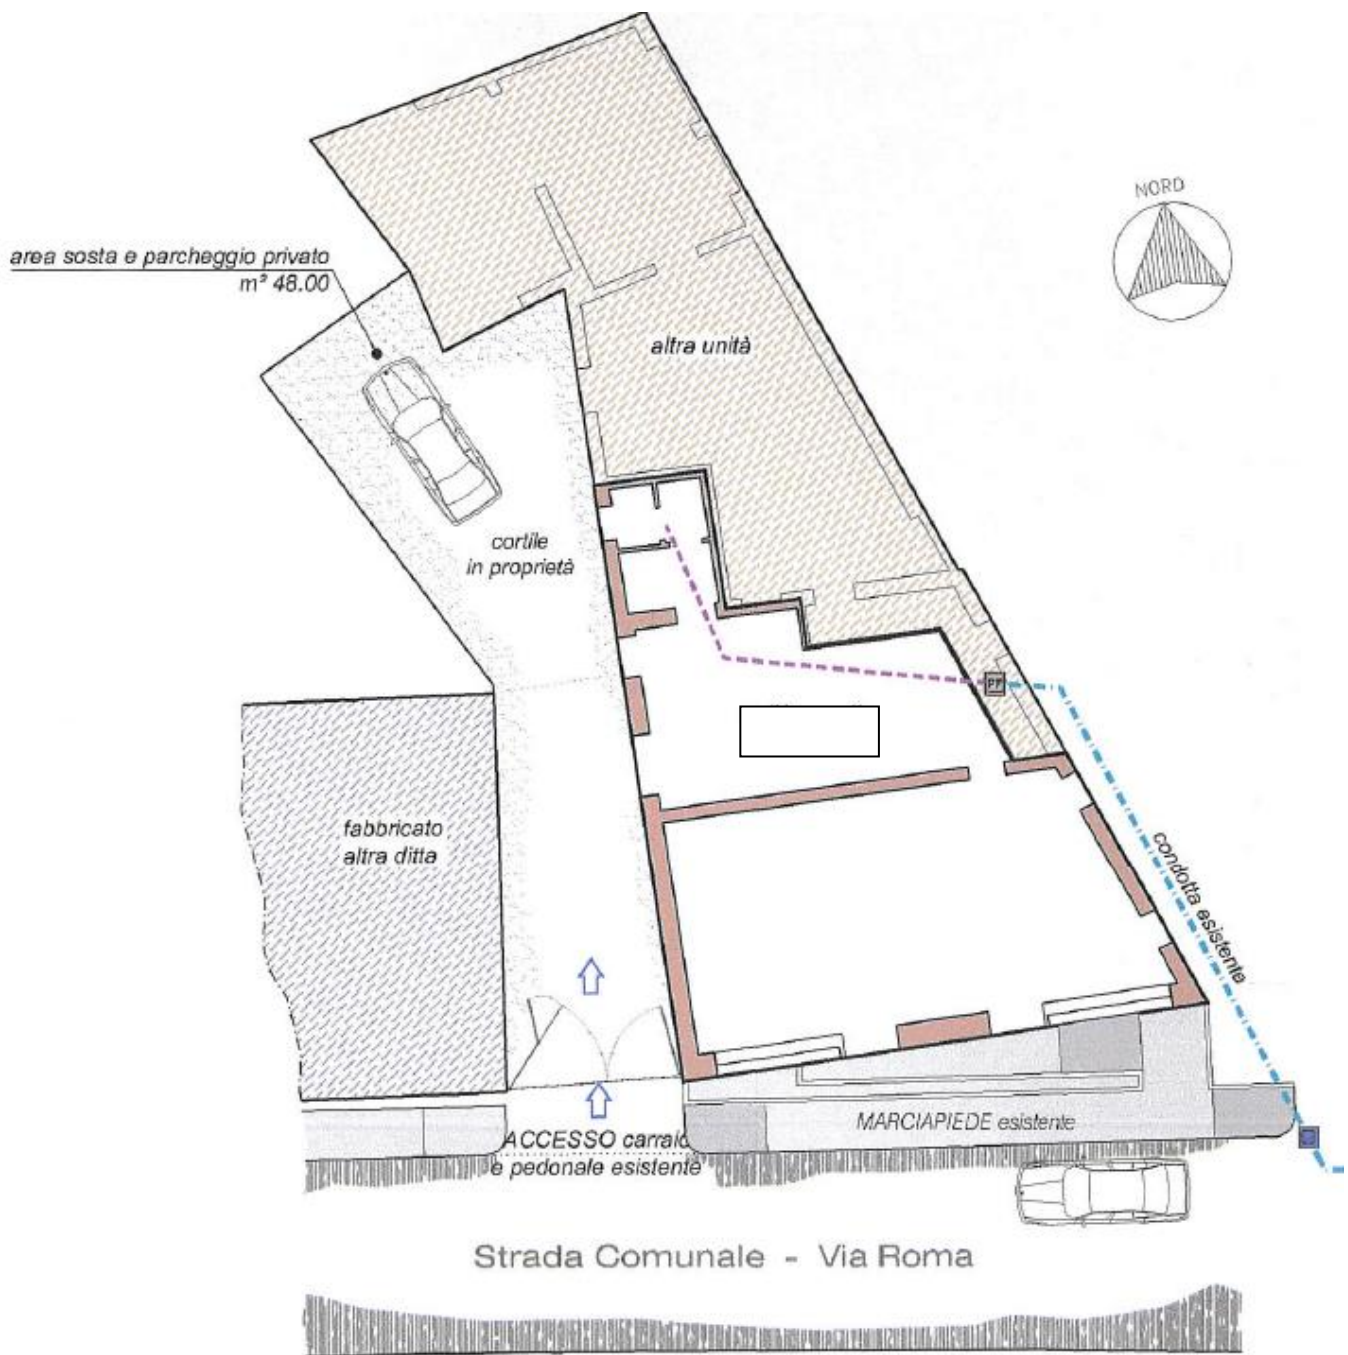 NORD
area sosta e parcheggio privato
m² 48.00
altra unità
cortile
in proprietà
PF
fabbricato
altra ditta
condotta esistente
MARCIAPIEDE esistente
ACCESSO carraio
e pedonale esistente
Strada Comunale - Via Roma